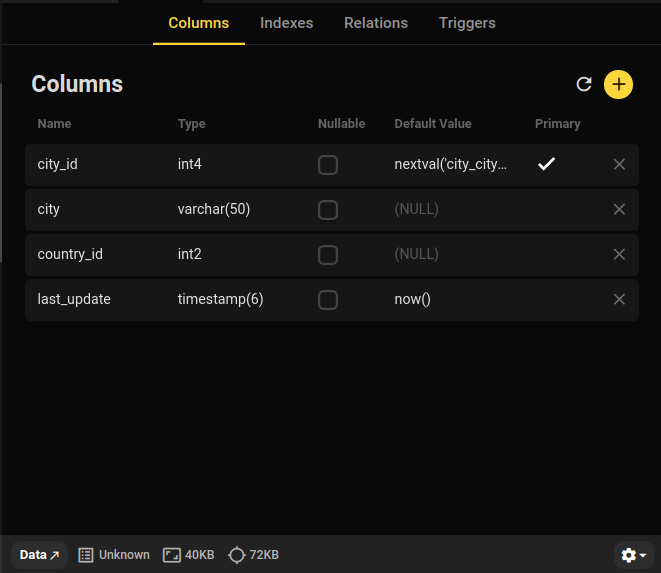 Columns Indexes Relations Triggers
Columns
Name Type Nullable Default Value Primary
city_id int4 nextval('city_city...
city varchar(50) (NULL)
country_id int2 (NULL)
last_update timestamp(6) now()
Data Unknown 40KB 72KB